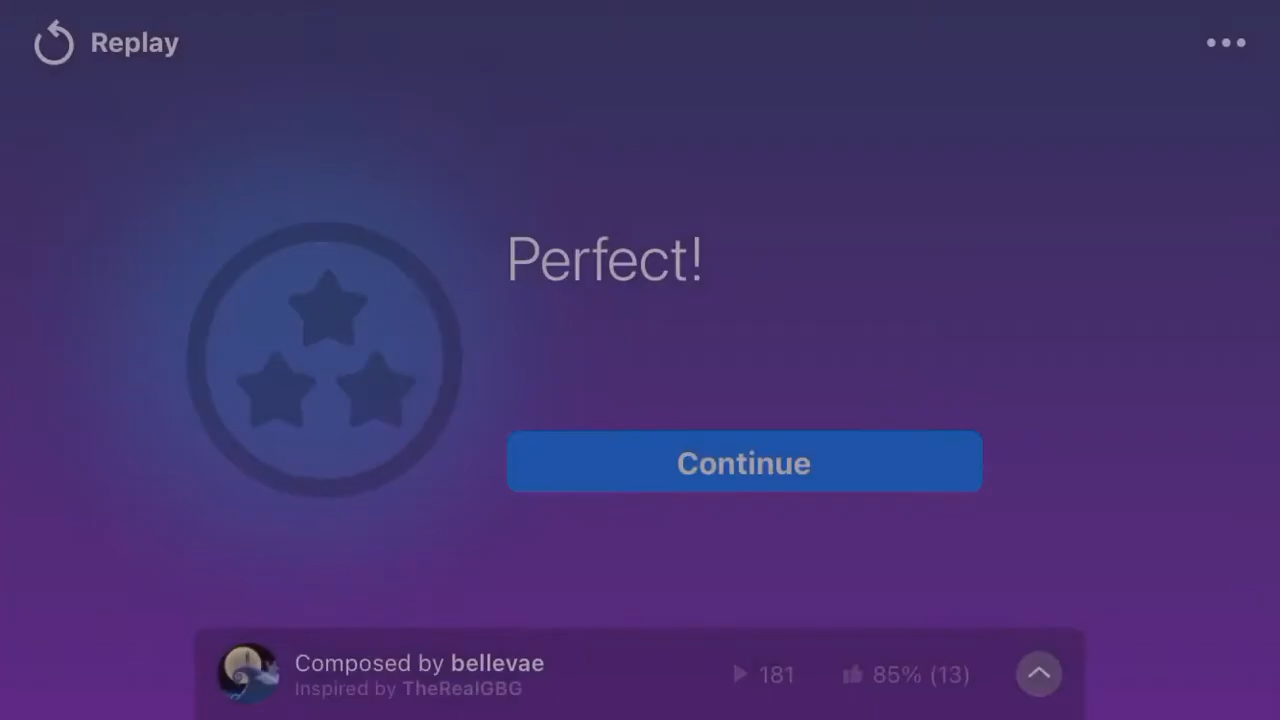 Replay
Perfect!
Continue
Composed by bellevae
Inspired by TheRealGBG
181
85% (13)